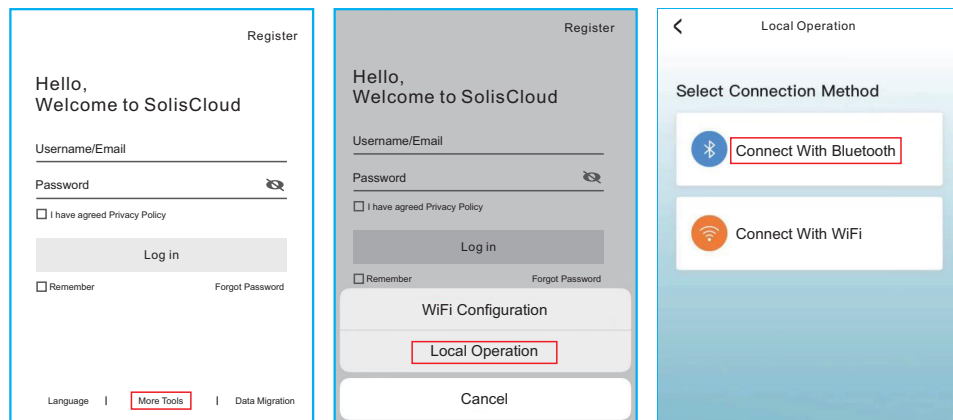 Register
Hello,
Welcome to SolisCloud
Username/Email
Password
I have agreed Privacy Policy
Log in
Remember Forgot Password
Language | More Tools | Data Migration
Register
Hello,
Welcome to SolisCloud
Username/Email
Password
I have agreed Privacy Policy
Log in
Remember Forgot Password
WiFi Configuration
Local Operation
Cancel
Local Operation
Select Connection Method
Connect With Bluetooth
Connect With WiFi